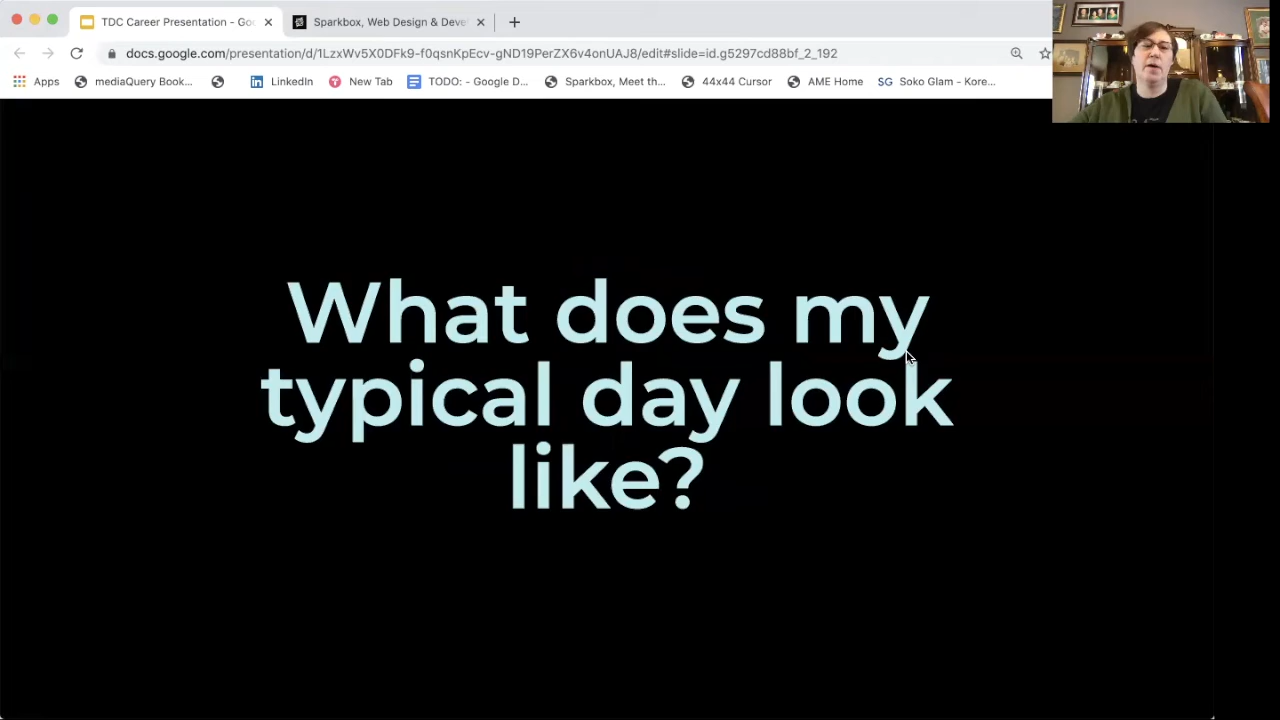 TDC Career Presentation - Go
Sparkbox, Web Design & Deve
docs.google.com/presentation/d/1LzxWv5X0DFk9-f0qsnKpEcv-gND19PerZX6v4onUAJ8/edit#slide=id.g5297cd88bf_2_192
Apps mediaQuery Book... LinkedIn New Tab TODO: - Google D... Sparkbox, Meet th... 44x44 Cursor AME Home SG Soko Glam - Kore...
What does my
typical day look
like?